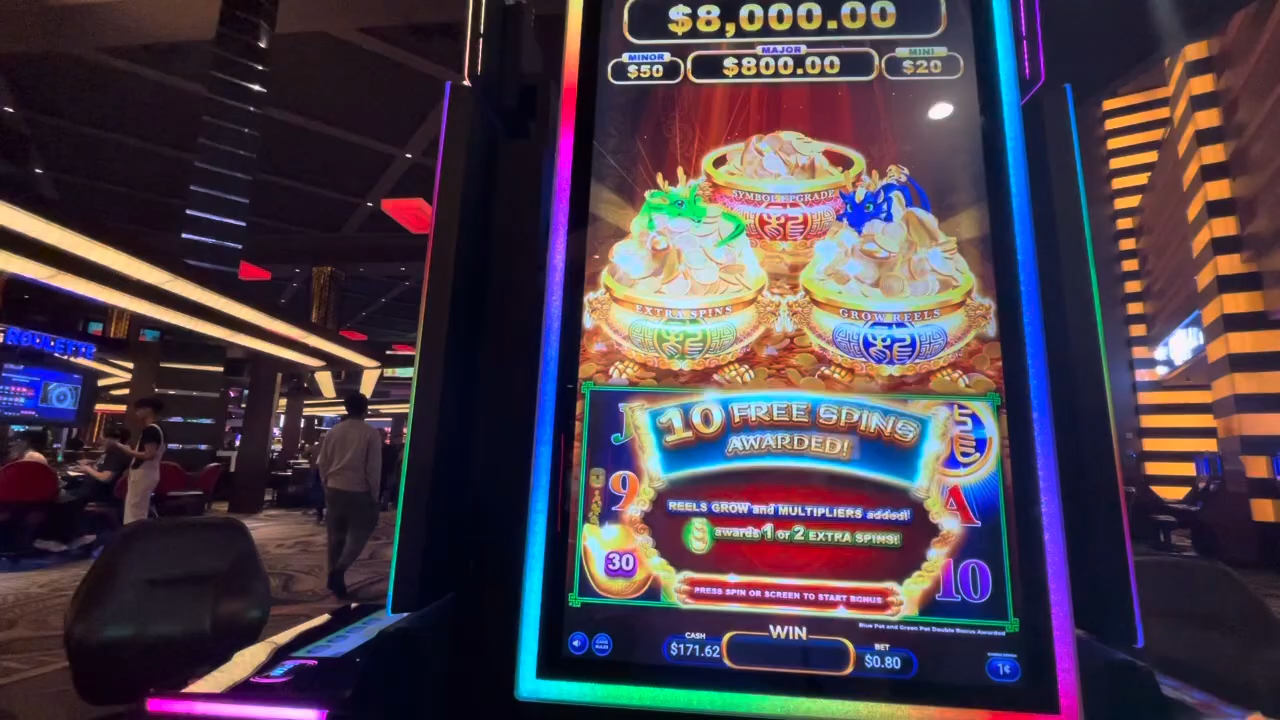 $8,000.00
MINOR
$50
MAJOR
$800.00
MINI
$20
SYMBOL UPGRADE
EXTRA SPINS
GROW REELS
ROULETTE
J
10 FREE SPINS
AWARDED!
9
A
REELS GROW and MULTIPLIERS added!
awards 1 or 2 EXTRA SPINS!
30
10
PRESS SPIN OR SCREEN TO START BONUS
Blue Pot and Green Pot Double Bonus Awarded
WIN
CASH
$171.62
BET
$0.80
GAME
RULES
1¢